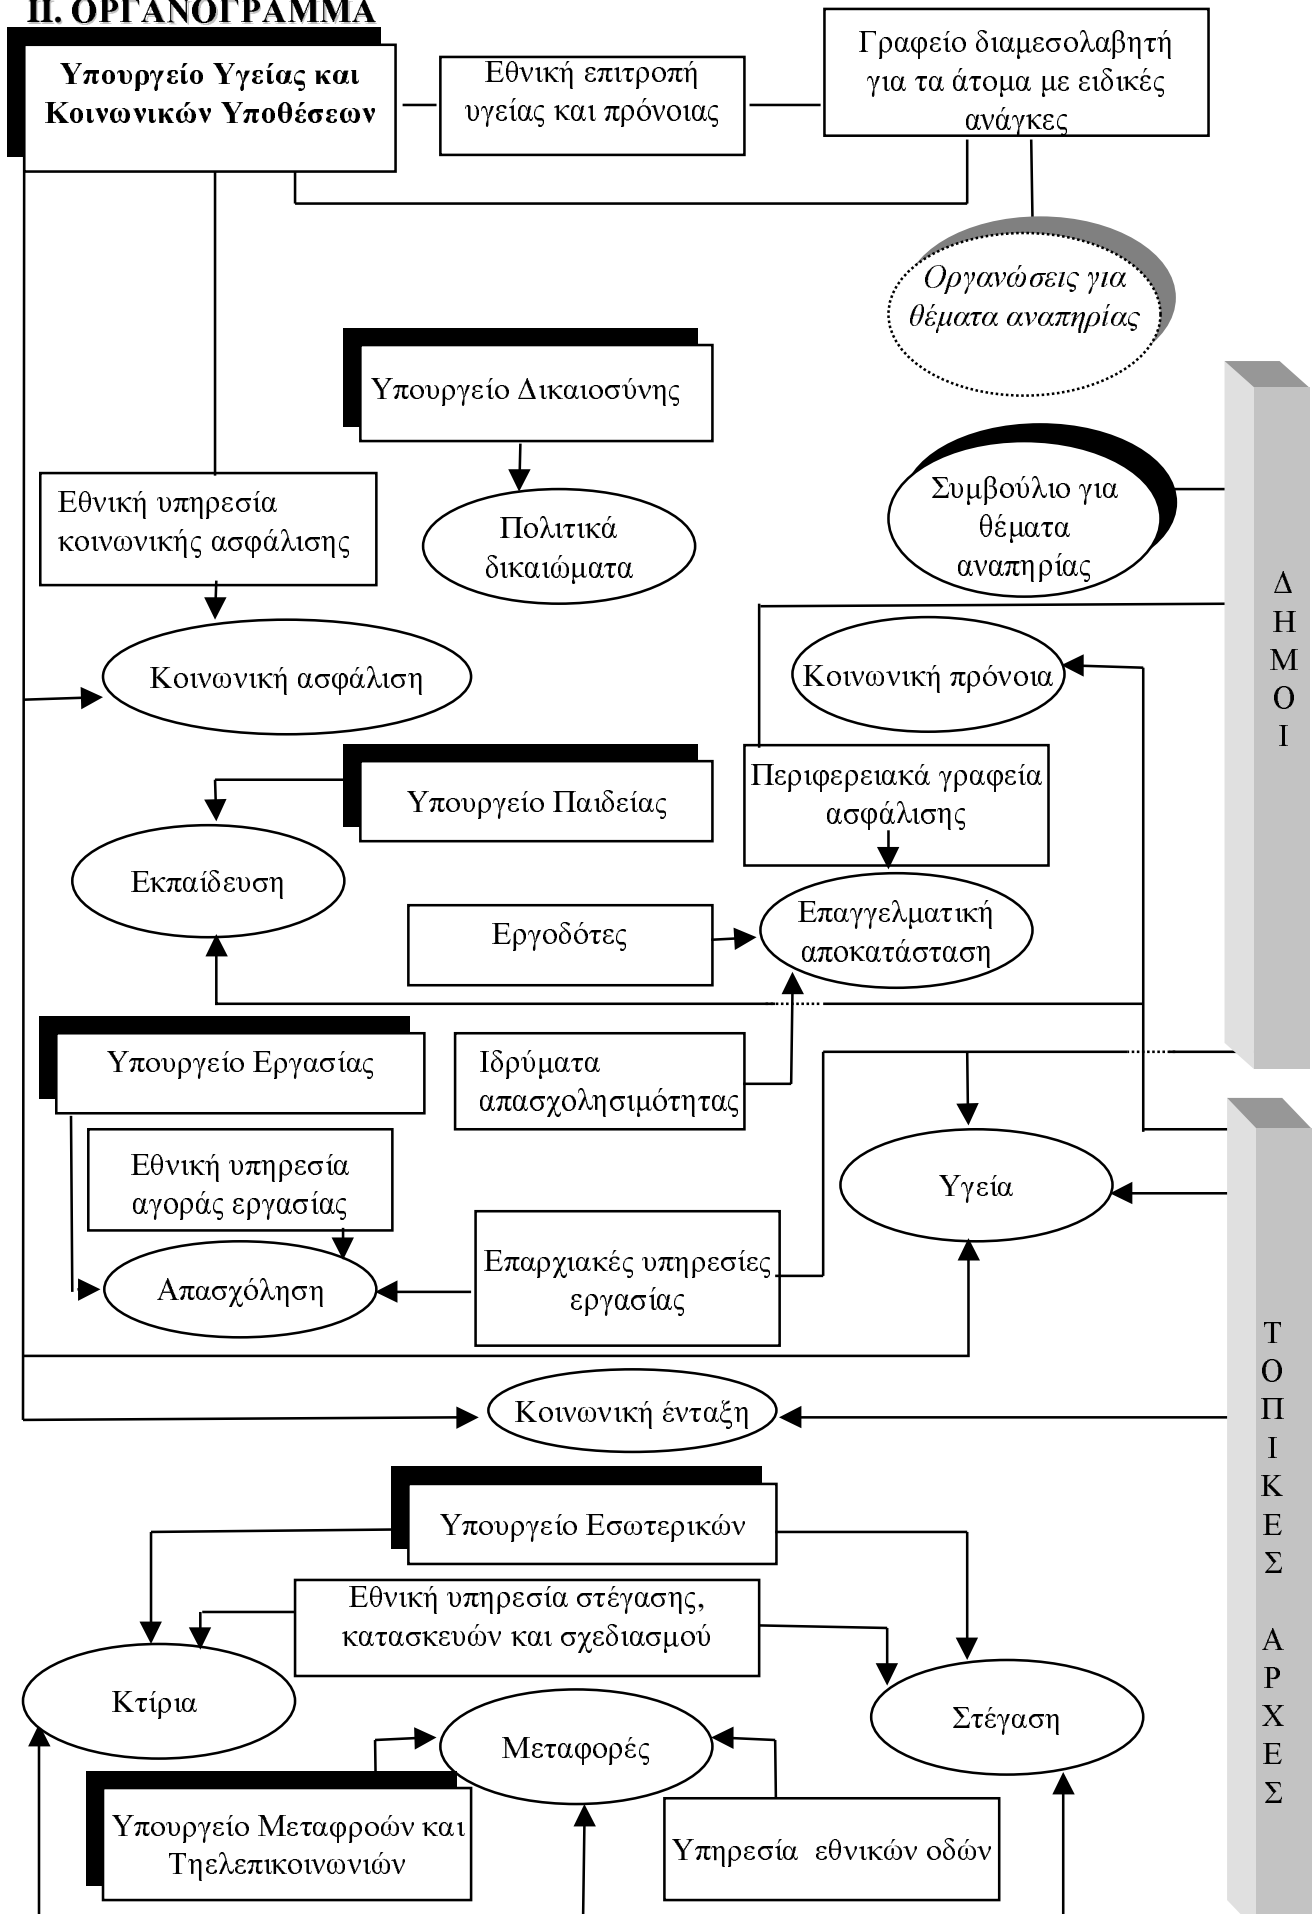 ΙΙ. ΟΡΓΑΝΟΓΡΑΜΜΑ
Υπουργείο Υγείας και
Κοινωνικών Υποθέσεων
Εθνική επιτροπή
υγείας και πρόνοιας
Γραφείο διαμεσολαβητή
για τα άτομα με ειδικές
ανάγκες
Οργανώσεις για
θέματα αναπηρίας
Υπουργείο Δικαιοσύνης
Εθνική υπηρεσία
κοινωνικής ασφάλισης
Πολιτικά
δικαιώματα
Συμβούλιο για
θέματα
αναπηρίας
Δ
Η
Μ
Ο
Ι
Κοινωνική ασφάλιση
Κοινωνική πρόνοια
Υπουργείο Παιδείας
Περιφερειακά γραφεία
ασφάλισης
Εκπαίδευση
Εργοδότες
Επαγγελματική
αποκατάσταση
Υπουργείο Εργασίας
Ιδρύματα
απασχολησιμότητας
Εθνική υπηρεσία
αγοράς εργασίας
Υγεία
Επαρχιακές υπηρεσίες
εργασίας
Απασχόληση
Κοινωνική ένταξη
Τ
Ο
Π
Ι
Κ
Ε
Σ
Α
Ρ
Χ
Ε
Σ
Υπουργείο Εσωτερικών
Εθνική υπηρεσία στέγασης,
κατασκευών και σχεδιασμού
Κτίρια
Στέγαση
Μεταφορές
Υπουργείο Μεταφροών και
Τηελεπικοινωνιών
Υπηρεσία  εθνικών οδών